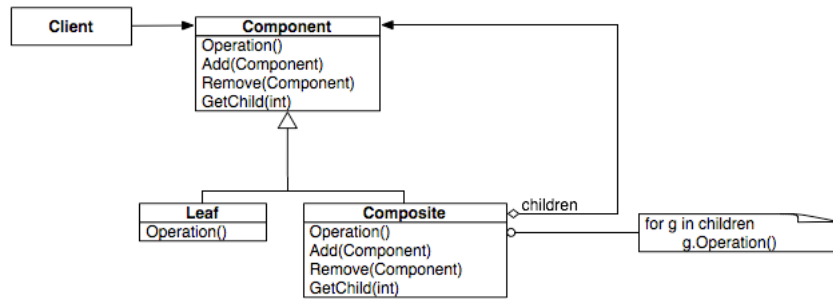 Client
Component
Operation()
Add(Component)
Remove(Component)
GetChild(int)
Leaf
Operation()
Composite
Operation()
Add(Component)
Remove(Component)
GetChild(int)
children
for g in children
g.Operation()